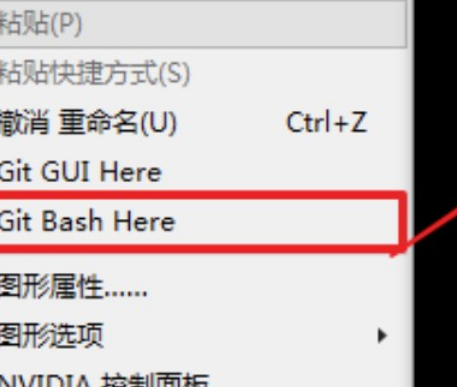 粘贴(P)
粘贴快捷方式(S)
撤消 重命名(U) Ctrl+Z
Git GUI Here
Git Bash Here
图形属性......
图形选项
NVIDIA 控制面板